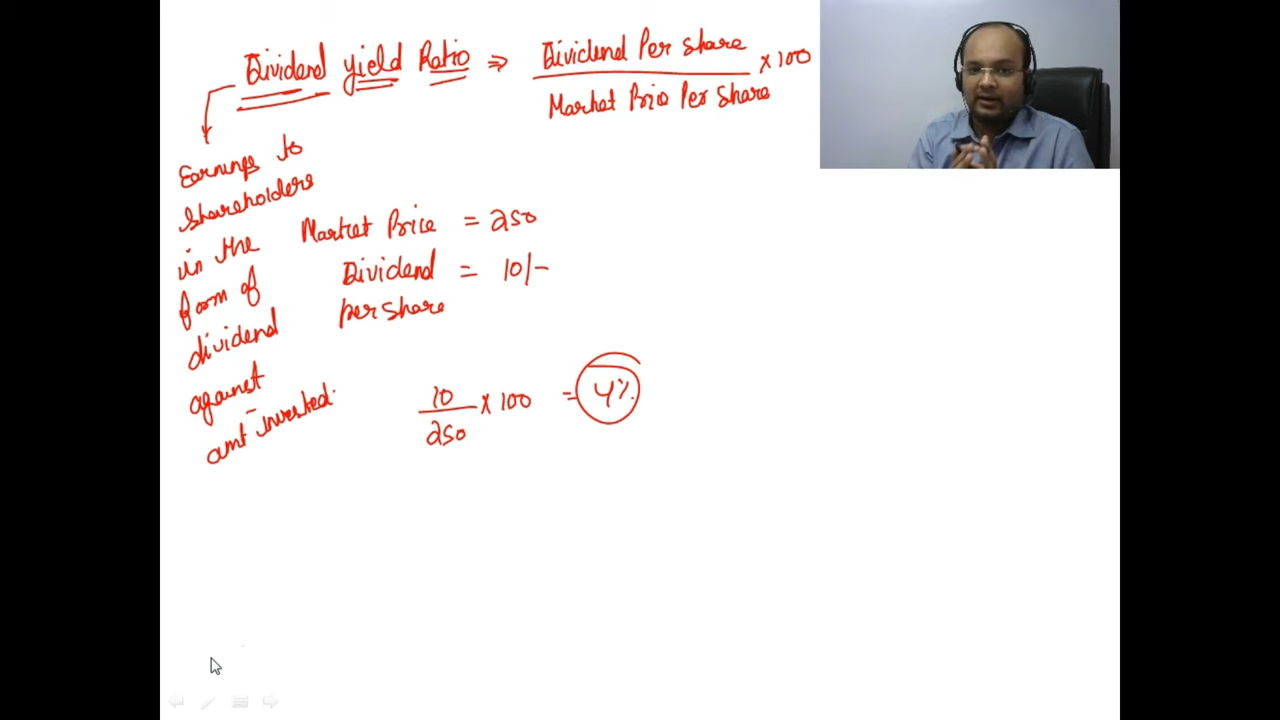 Dividend yield Ratio ⇒ Dividend Per share × 100
Market Price Per Share
Earnings to
Shareholders
in the
form of
dividend
against
amt invested.
Market Price = 250
Dividend = 10/-
per share
10 × 100 = 4%
250